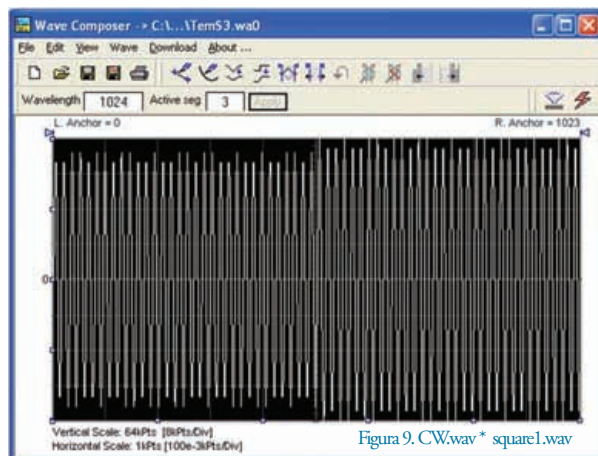 Wave Composer -> C:\...\Tem53.wa0
File Edit View Wave Download About ...
Wavelength 1024 Active seg 3 Apply
L. Anchor = 0 R. Anchor = 1023
0
Vertical Scale: 64kPts [8kPts/Div]
Horizontal Scale: 1kPts [100e-3kPts/Div]
Figura 9. CW.wav * square1.wav